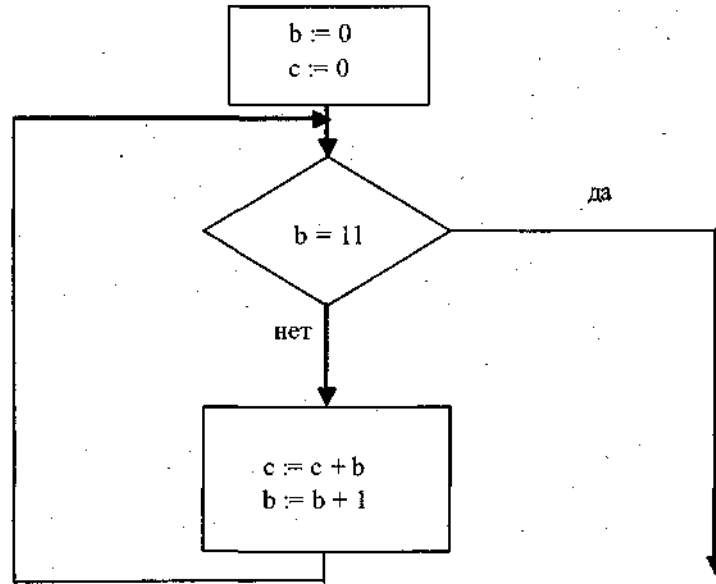 b := 0
c := 0
да
b = 11
нет
c := c + b
b := b + 1